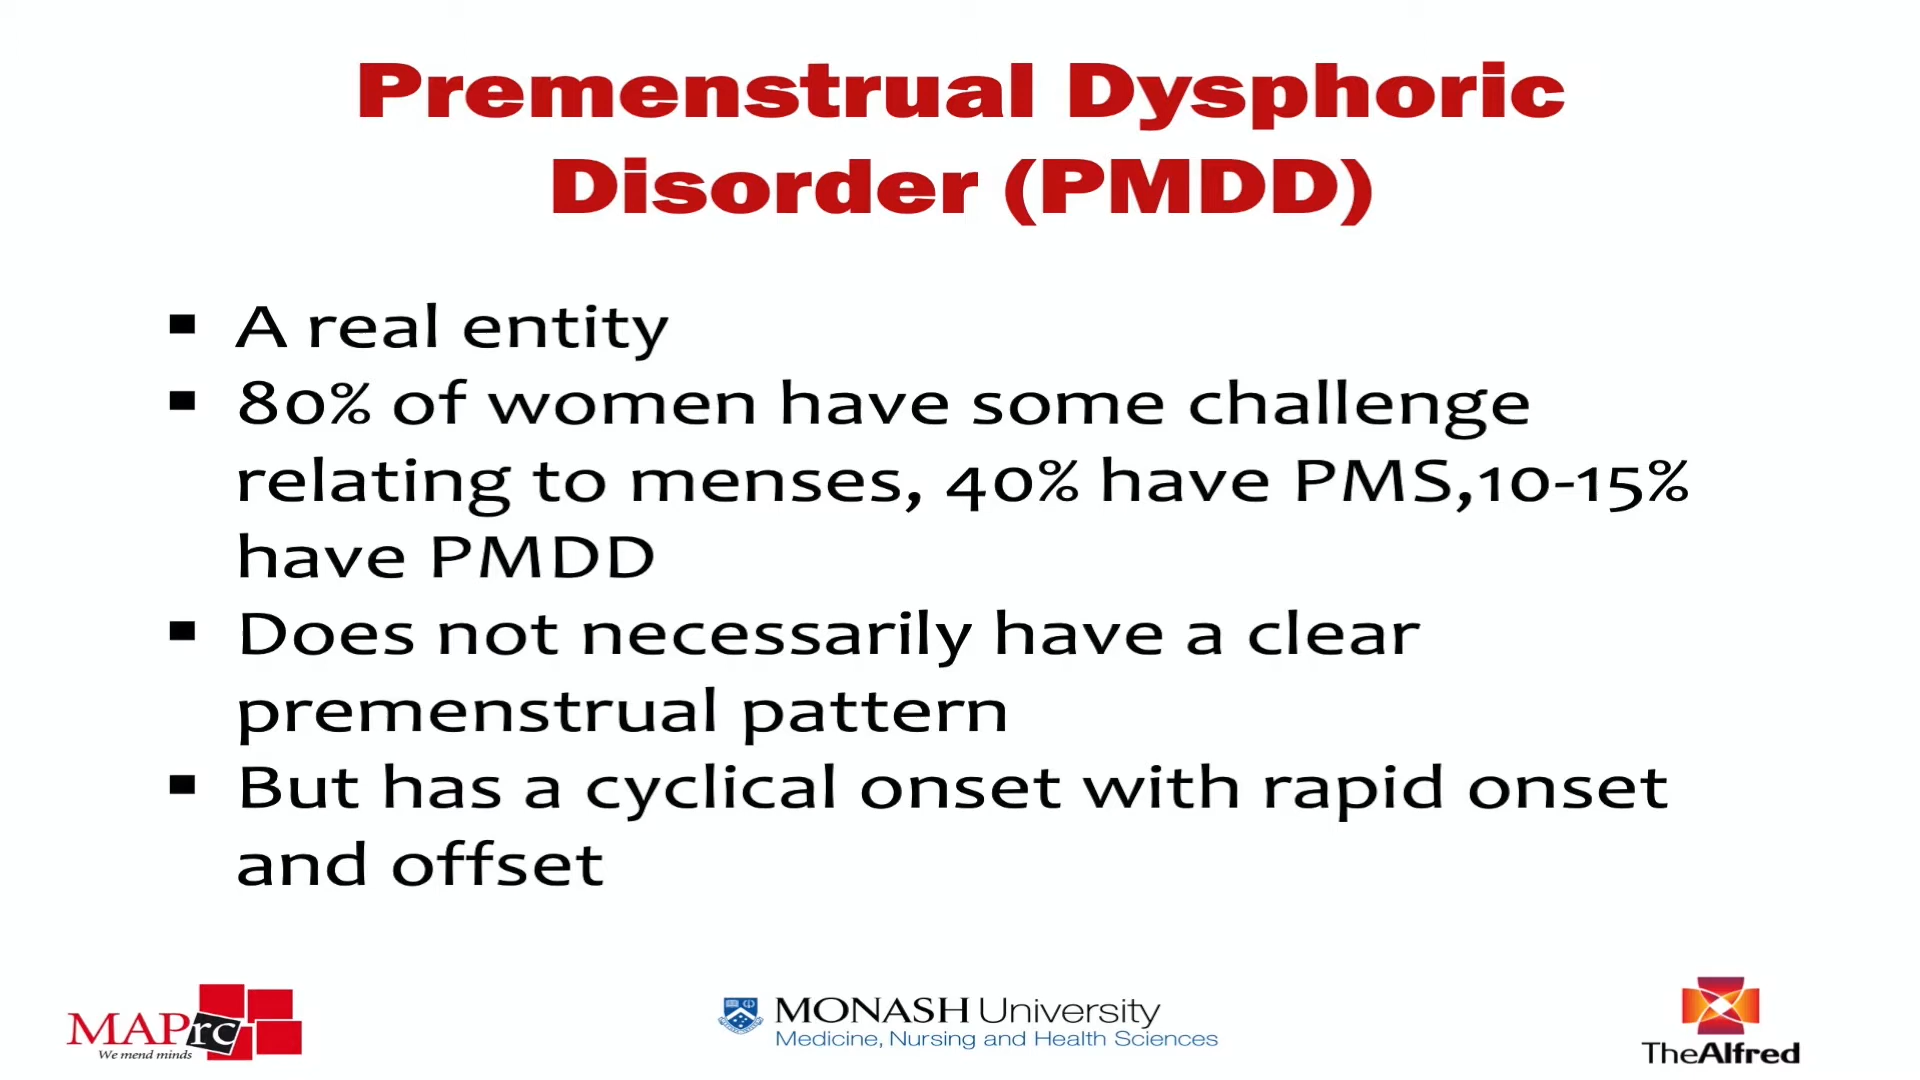 Premenstrual Dysphoric
Disorder (PMDD)
▪ A real entity
▪ 80% of women have some challenge
relating to menses, 40% have PMS,10-15%
have PMDD
▪ Does not necessarily have a clear
premenstrual pattern
▪ But has a cyclical onset with rapid onset
and offset
MAPrc
We mend minds
MONASH University
Medicine, Nursing and Health Sciences
TheAlfred